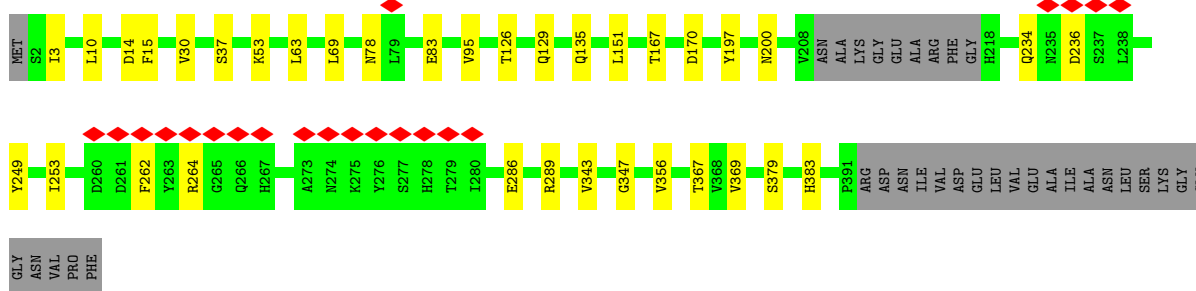 MET S2 I3 L10 D14 F15 V30 S37 K53 L63 L69 N78 L79 E83 V95 T126 Q129 Q135 L151 T167 D170 Y197 N200 V208 ASN ALA LYS GLY GLU ALA ARG PHE GLY H218 Q234 N235 D236 S237 L238
Y249 I253 D260 D261 F262 Y263 R264 G265 Q266 H267 A273 N274 K275 Y276 S277 H278 T279 I280 E286 R289 V343 G347 V356 T367 V368 V369 S379 H383 P391 ARG ASP ASN ILE VAL ASP GLU LEU VAL GLU ALA ILE ALA ASN LEU SER LYS GLY
GLY ASN VAL PRO PHE